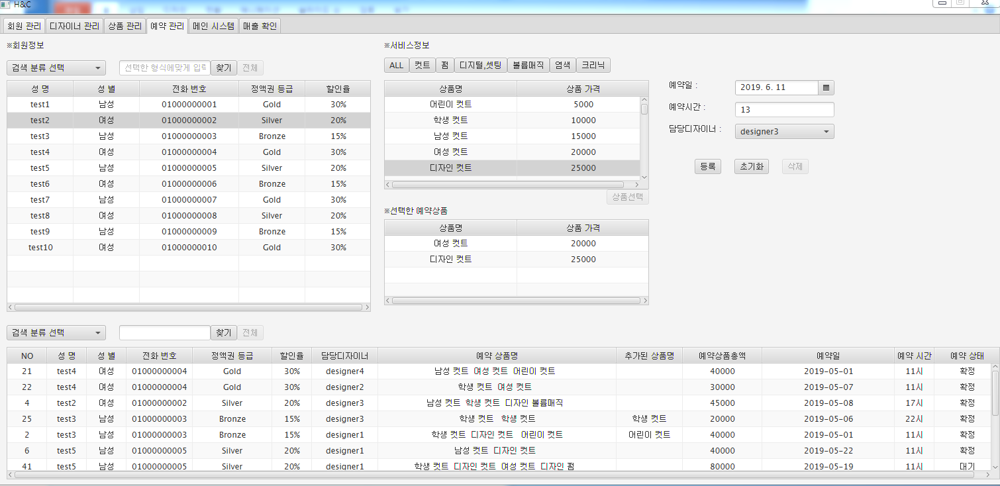 H&C
회원 관리 디자이너 관리 상품 관리 예약 관리 메인 시스템 매출 확인
※회원정보
검색 분류 선택 선택한 형식에맞게 입력 찾기 전체
성 명 성 별 전화 번호 정액권 등급 할인율
test1 남성 01000000001 Gold 30%
test2 여성 01000000002 Silver 20%
test3 남성 01000000003 Bronze 15%
test4 여성 01000000004 Gold 30%
test5 남성 01000000005 Silver 20%
test6 여성 01000000006 Bronze 15%
test7 남성 01000000007 Gold 30%
test8 여성 01000000008 Silver 20%
test9 남성 01000000009 Bronze 15%
test10 여성 01000000010 Gold 30%
※서비스정보
ALL 컷트 펌 디지털,셋팅 볼륨매직 염색 크리닉
상품명 상품 가격
어린이 컷트 5000
학생 컷트 10000
남성 컷트 15000
여성 컷트 20000
디자인 컷트 25000
상품선택
※선택한 예약상품
상품명 상품 가격
여성 컷트 20000
디자인 컷트 25000
예약일 : 2019. 6. 11
예약시간 : 13
담당디자이너 : designer3
등록 초기화 삭제
검색 분류 선택 찾기 전체
NO 성 명 성 별 전화 번호 정액권 등급 할인율 담당디자이너 예약 상품명 추가된 상품명 예약상품총액 예약일 예약 시간 예약 상태
21 test4 여성 01000000004 Gold 30% designer4 남성 컷트 여성 컷트 어린이 컷트 40000 2019-05-01 11시 확정
22 test4 여성 01000000004 Gold 30% designer2 학생 컷트 여성 컷트 30000 2019-05-07 11시 확정
4 test2 여성 01000000002 Silver 20% designer3 남성 컷트 학생 컷트 디자인 볼륨매직 45000 2019-05-08 17시 확정
25 test3 남성 01000000003 Bronze 15% designer3 학생 컷트 학생 컷트 학생 컷트 20000 2019-05-06 22시 확정
2 test3 남성 01000000003 Bronze 15% designer1 학생 컷트 디자인 컷트 어린이 컷트 어린이 컷트 40000 2019-05-01 11시 확정
6 test5 남성 01000000005 Silver 20% designer1 남성 컷트 디자인 컷트 40000 2019-05-22 11시 확정
41 test5 남성 01000000005 Silver 20% designer1 학생 컷트 디자인 컷트 여성 컷트 디자인 펌 80000 2019-05-19 11시 대기